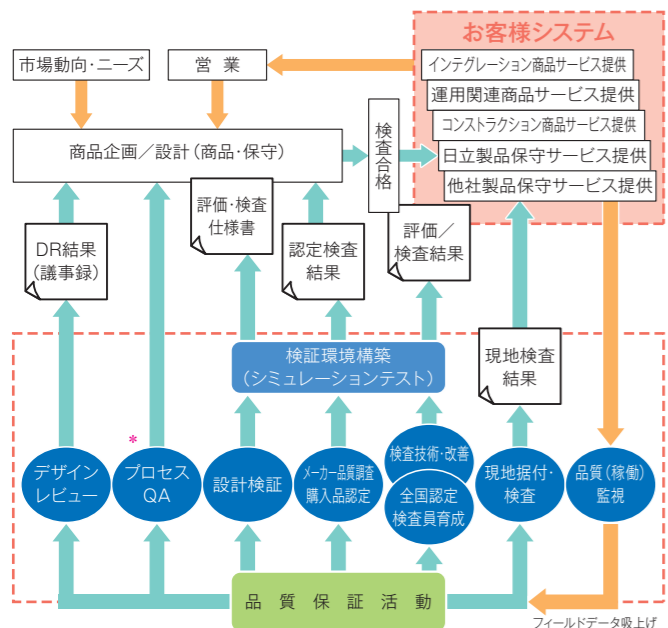 お客様システム
市場動向・ニーズ
営業
インテグレーション商品サービス提供
運用関連商品サービス提供
コンストラクション商品サービス提供
日立製品保守サービス提供
他社製品保守サービス提供
商品企画／設計（商品・保守）
検査合格
DR結果
（議事録）
評価・検査
仕様書
認定検査
結果
評価／
検査結果
検証環境構築
（シミュレーションテスト）
現地検査
結果
*
デザイン
レビュー
プロセス
QA
設計検証
メーカー品質調査
購入品認定
検査技術・改善
全国認定
検査員育成
現地据付・
検査
品質（稼働）
監視
品質保証活動
フィールドデータ吸上げ